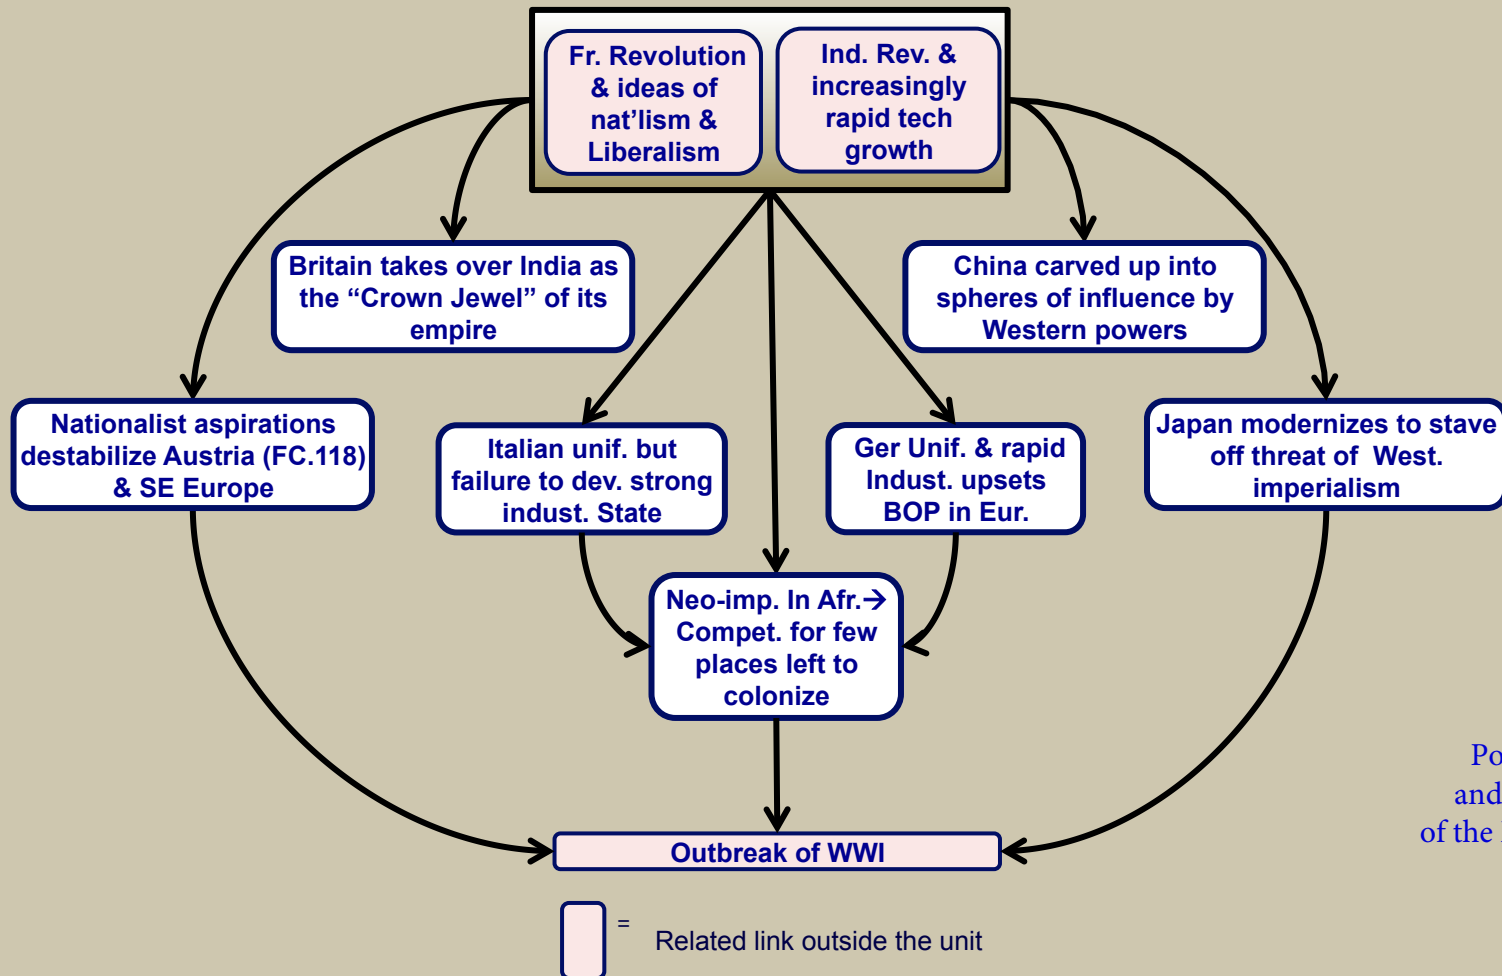 Fr. Revolution
& ideas of
nat’lism &
Liberalism
Ind. Rev. &
increasingly
rapid tech
growth
Britain takes over India as
the “Crown Jewel” of its
empire
China carved up into
spheres of influence by
Western powers
Nationalist aspirations
destabilize Austria (FC.118)
& SE Europe
Italian unif. but
failure to dev. strong
indust. State
Ger Unif. & rapid
Indust. upsets
BOP in Eur.
Japan modernizes to stave
off threat of West.
imperialism
Neo-imp. In Afr.→
Compet. for few
places left to
colonize
and
of the
Outbreak of WWI
= Related link outside the unit